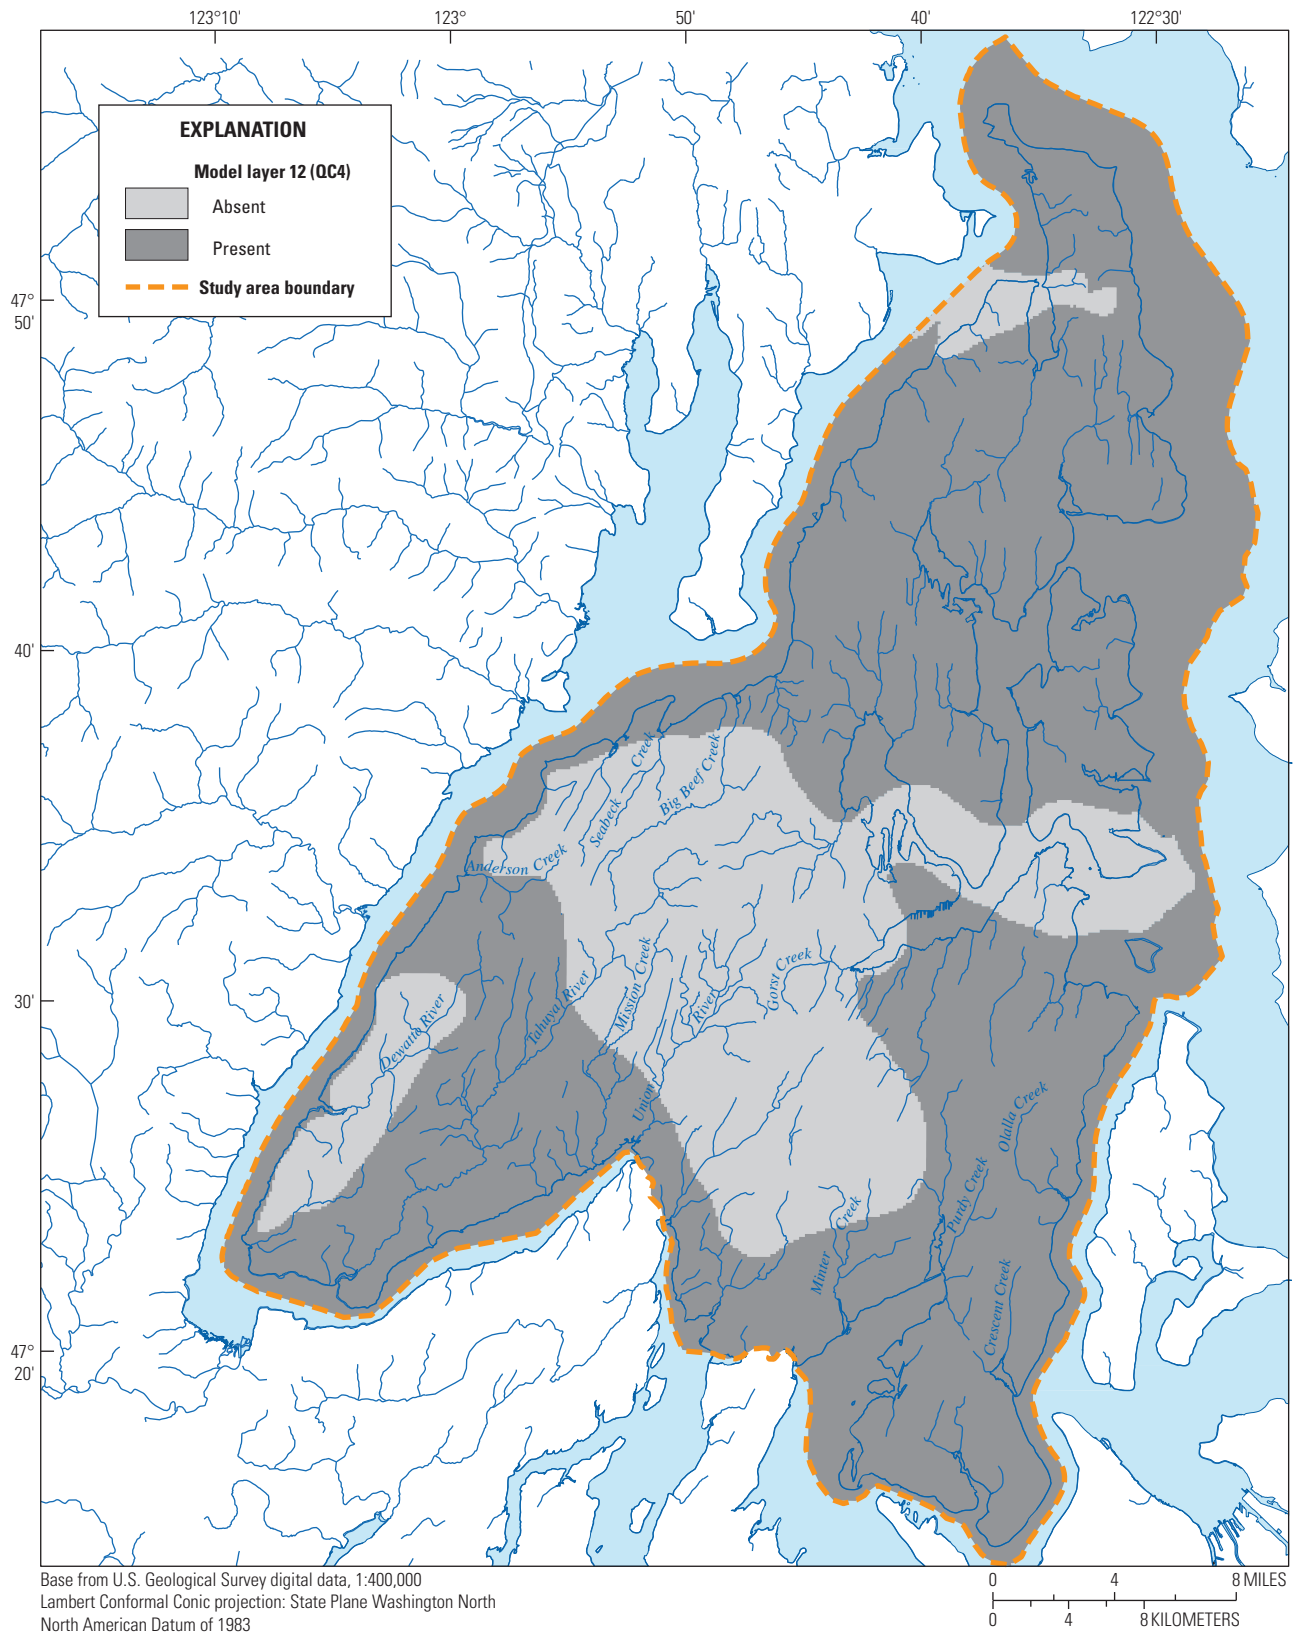 123°10'
123°
50'
40'
122°30'
EXPLANATION
Model layer 12 (QC4)
Absent
Present
Study area boundary
47°
50'
40'
30'
47°
20'
Seabeck Creek
Big Beef Creek
Anderson Creek
Dewatto River
Tahuya River
Mission Creek
Union River
Gorst Creek
Olalla Creek
Purdy Creek
Minter Creek
Crescent Creek
Base from U.S. Geological Survey digital data, 1:400,000
Lambert Conformal Conic projection: State Plane Washington North
North American Datum of 1983
0 4 8 MILES
0 4 8 KILOMETERS